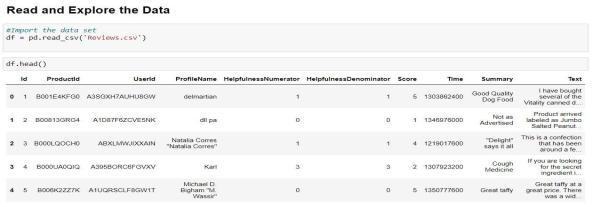 Read and Explore the Data
#Import the data set
df = pd.read_csv('Reviews.csv')
df.head()
Id ProductId UserId ProfileName HelpfulnessNumerator HelpfulnessDenominator Score Time Summary Text
0 1 B001E4KFG0 A3SGXH7AUHU8GW delmartian 1 1 5 1303862400 Good Quality Dog Food I have bought several of the Vitality canned d...
1 2 B00813GRG4 A1D87F6ZCVE5NK dll pa 0 0 1 1346976000 Not as Advertised Product arrived labeled as Jumbo Salted Peanut...
2 3 B000LQOCH0 ABXLMWJIXXAIN Natalia Corres "Natalia Corres" 1 1 4 1219017600 "Delight" says it all This is a confection that has been around a fe...
3 4 B000UA0QIQ A395BORC6FGVXV Karl 3 3 2 1307923200 Cough Medicine If you are looking for the secret ingredient i...
4 5 B006K2ZZ7K A1UQRSCLF8GW1T Michael D. Bigham "M. Wassir" 0 0 5 1350777600 Great taffy Great taffy at a great price. There was a wid...